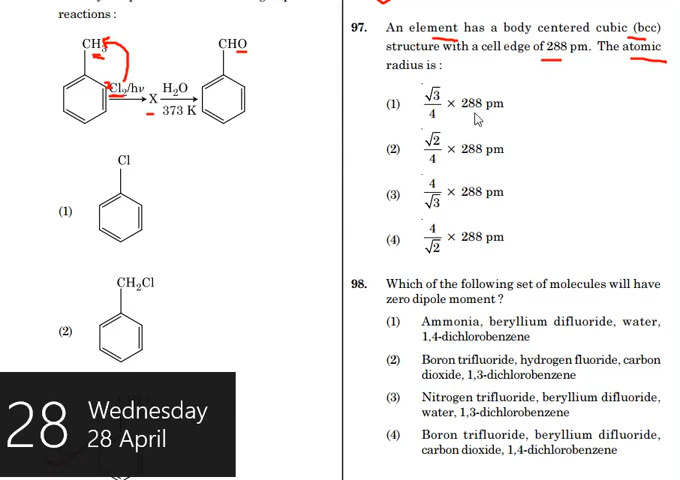 reactions :
CH3
CHO
Cl2/hν
X
H2O
373 K
Cl
(1)
CH2Cl
(2)
28
Wednesday
28 April
97. An element has a body centered cubic (bcc)
structure with a cell edge of 288 pm. The atomic
radius is :
(1) √3/4 × 288 pm
(2) √2/4 × 288 pm
(3) 4/√3 × 288 pm
(4) 4/√2 × 288 pm
98. Which of the following set of molecules will have
zero dipole moment ?
(1) Ammonia, beryllium difluoride, water,
1,4-dichlorobenzene
(2) Boron trifluoride, hydrogen fluoride, carbon
dioxide, 1,3-dichlorobenzene
(3) Nitrogen trifluoride, beryllium difluoride,
water, 1,3-dichlorobenzene
(4) Boron trifluoride, beryllium difluoride,
carbon dioxide, 1,4-dichlorobenzene